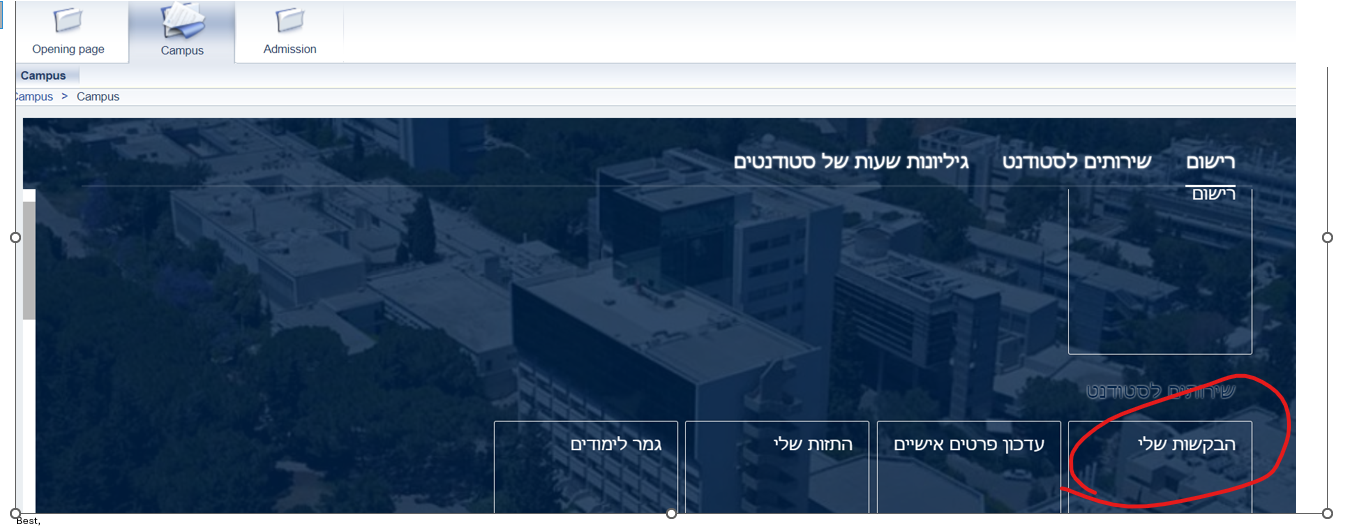 Opening page
Campus
Admission
Campus
Campus > Campus
רישום שירותים לסטודנט גיליונות שעות של סטודנטים
רישום
שירותים לסטודנט
הבקשות שלי עדכון פרטים אישיים התזות שלי גמר לימודים
Best,